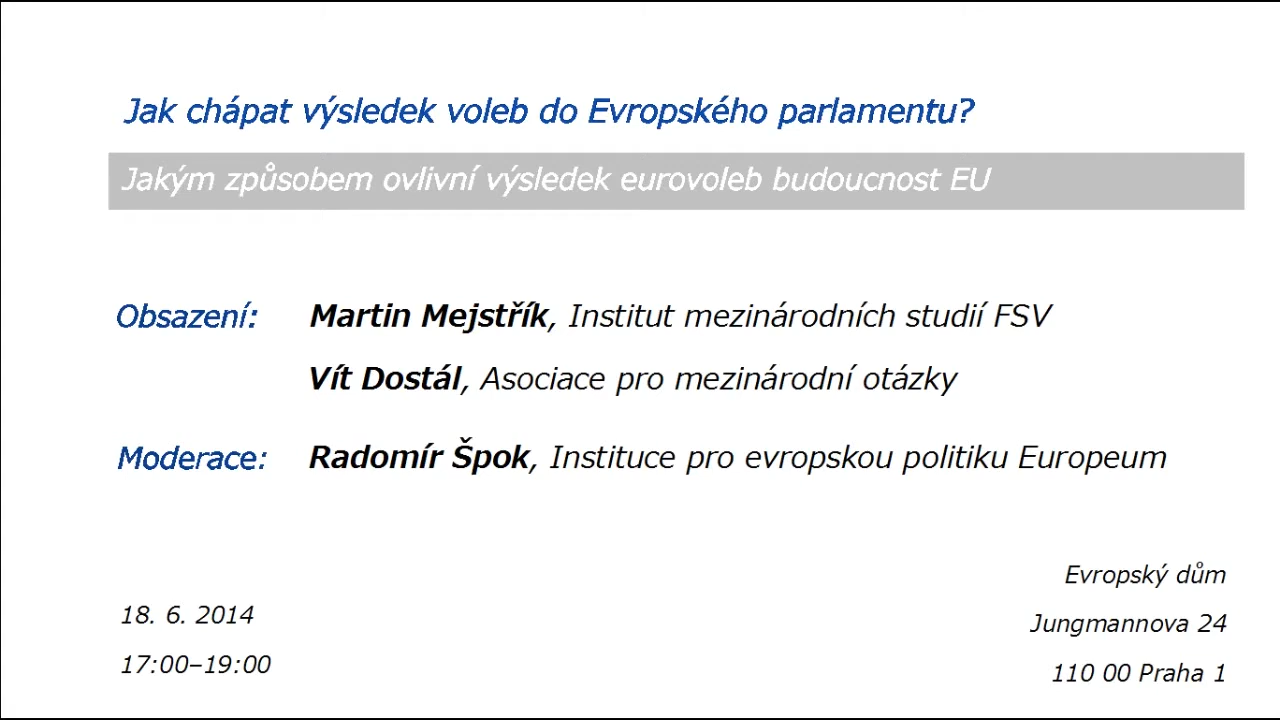 Jak chápat výsledek voleb do Evropského parlamentu?
Jakým způsobem ovlivní výsledek eurovoleb budoucnost EU
Obsazení: Martin Mejstřík, Institut mezinárodních studií FSV
Vít Dostál, Asociace pro mezinárodní otázky
Moderace: Radomír Špok, Instituce pro evropskou politiku Europeum
18. 6. 2014
17:00–19:00
Evropský dům
Jungmannova 24
110 00 Praha 1